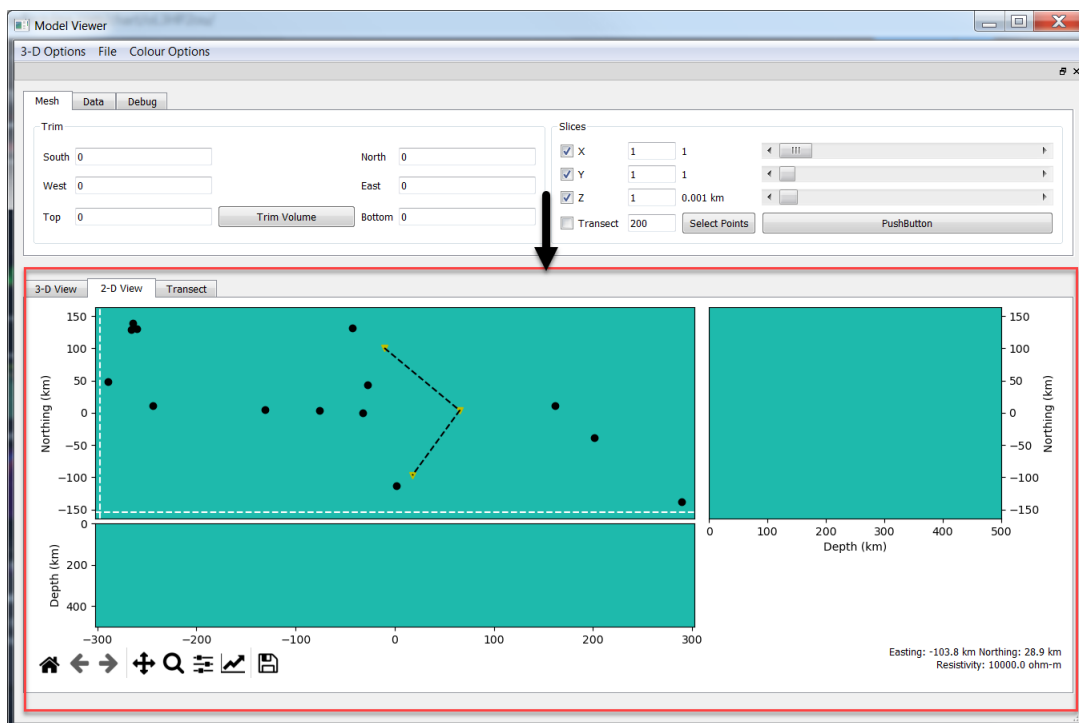 Model Viewer
3-D Options File Colour Options
Mesh Data Debug
Trim
South 0 North 0
West 0 East 0
Top 0 Trim Volume Bottom 0
Slices
X 1 1
Y 1 1
Z 1 0.001 km
Transect 200 Select Points PushButton
3-D View 2-D View Transect
150
100
50
0
−50
−100
−150
Northing (km)
150
100
50
0
−50
−100
−150
Northing (km)
0 100 200 300 400 500
Depth (km)
0
200
400
Depth (km)
−300 −200 −100 0 100 200 300
Easting: -103.8 km Northing: 28.9 km
Resistivity: 10000.0 ohm-m